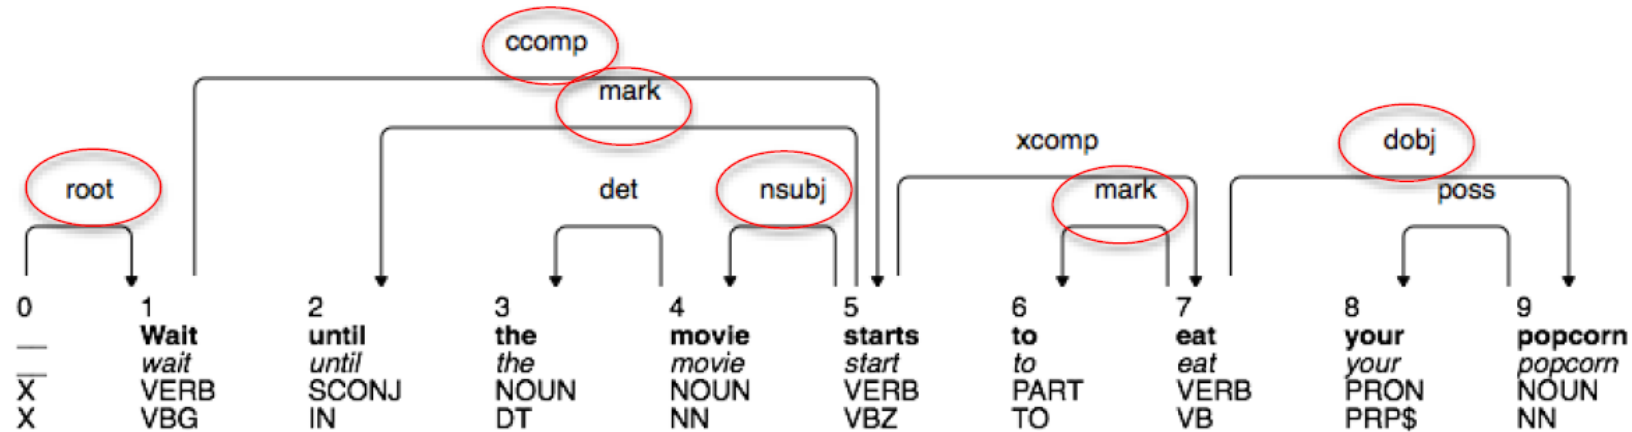 ccomp
mark
xcomp dobj
root det nsubj mark poss
0 1 2 3 4 5 6 7 8 9
__ Wait until the movie starts to eat your popcorn
__ wait until the movie start to eat your popcorn
X VERB SCONJ NOUN NOUN VERB PART VERB PRON NOUN
X VBG IN DT NN VBZ TO VB PRP$ NN